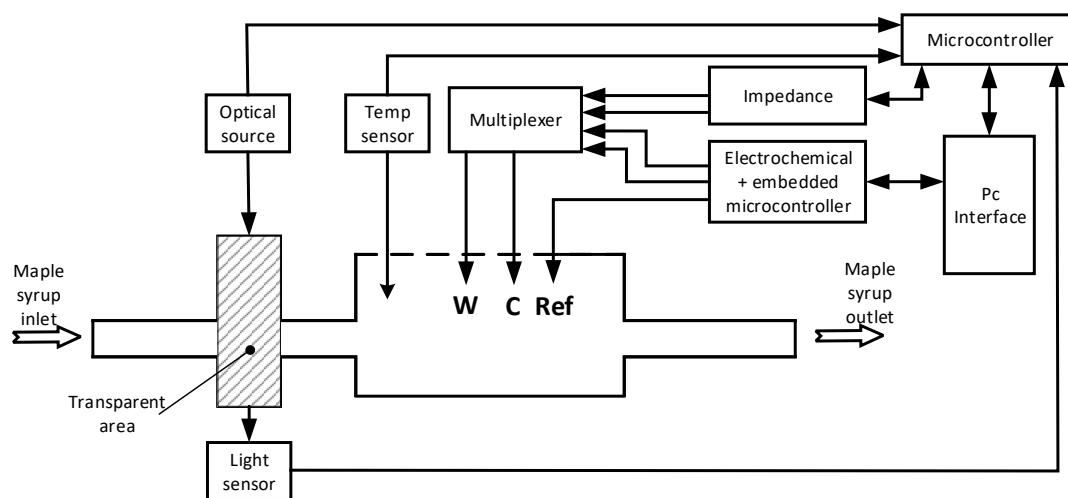 Microcontroller
Optical
source
Temp
sensor
Multiplexer
Impedance
Electrochemical
+ embedded
microcontroller
Pc
Interface
Maple
syrup
inlet
W
C
Ref
Maple
syrup
outlet
Transparent
area
Light
sensor